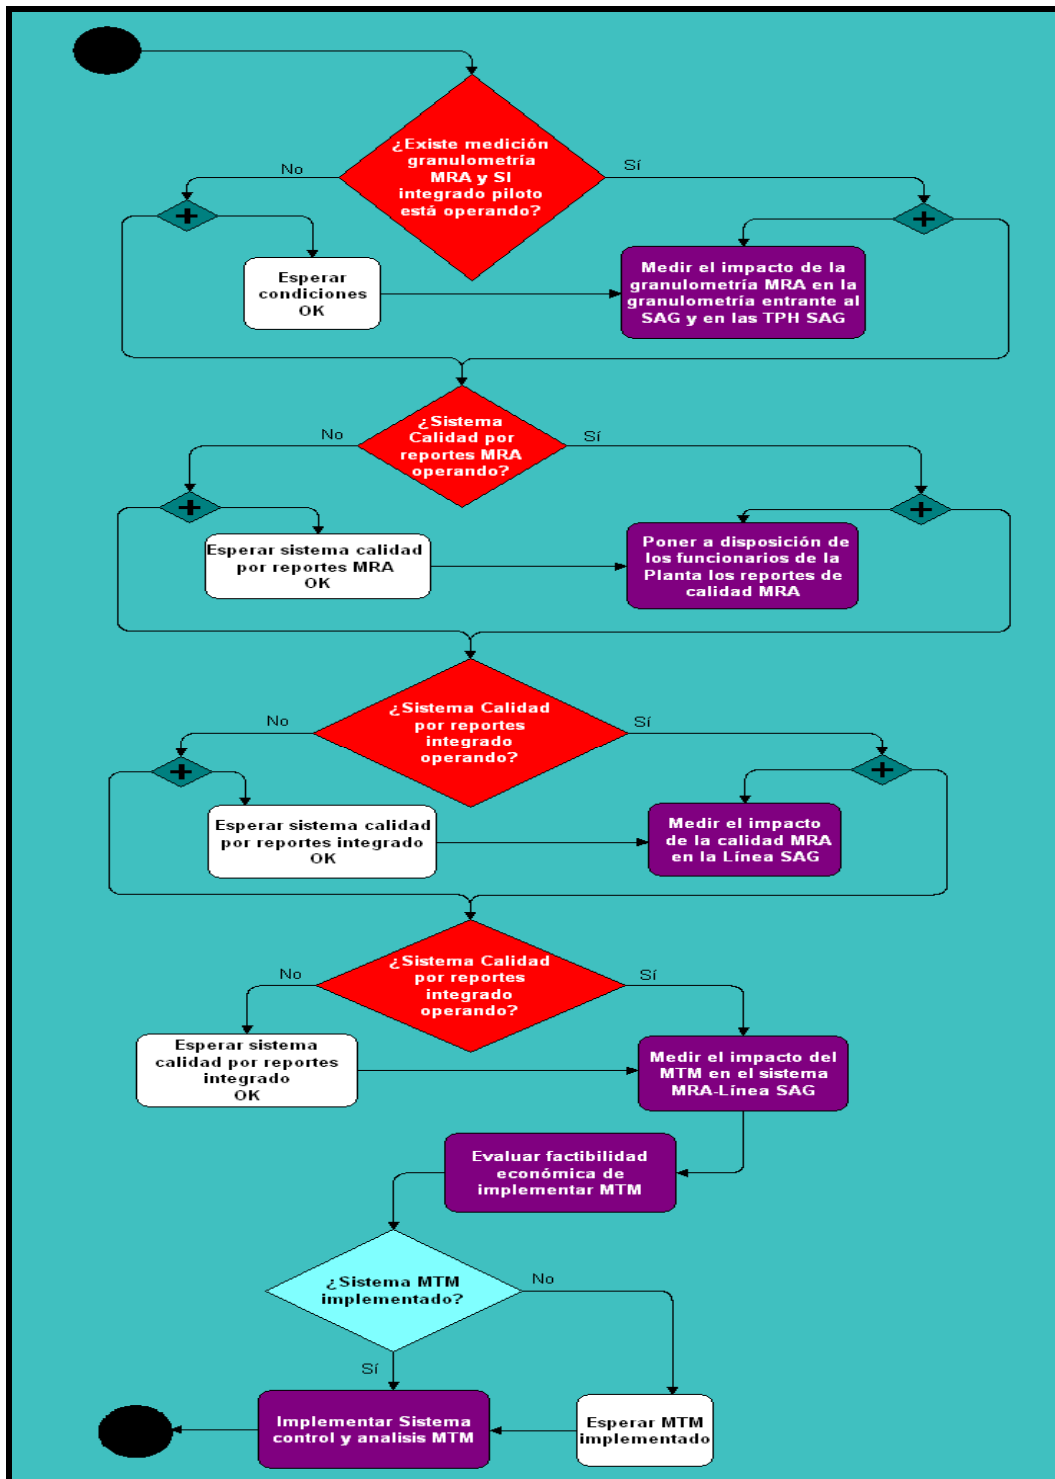 ¿Existe medición
granulometría
MRA y SI
integrado piloto
está operando?
No
Sí
Esperar
condiciones
OK
Medir el impacto de la
granulometría MRA en la
granulometría entrante al
SAG y en las TPH SAG
¿Sistema
Calidad por
reportes MRA
operando?
No
Sí
Esperar sistema calidad
por reportes MRA
OK
Poner a disposición de
los funcionarios de la
Planta los reportes de
calidad MRA
¿Sistema Calidad
por reportes
integrado
operando?
No
Sí
Esperar sistema calidad
por reportes integrado
OK
Medir el impacto
de la calidad MRA
en la Línea SAG
¿Sistema Calidad
por reportes
integrado
operando?
No
Sí
Esperar sistema
calidad por reportes
integrado
OK
Medir el impacto del
MTM en el sistema
MRA-Línea SAG
Evaluar factibilidad
económica de
implementar MTM
¿Sistema MTM
implementado?
No
Sí
Implementar Sistema
control y analisis MTM
Esperar MTM
implementado